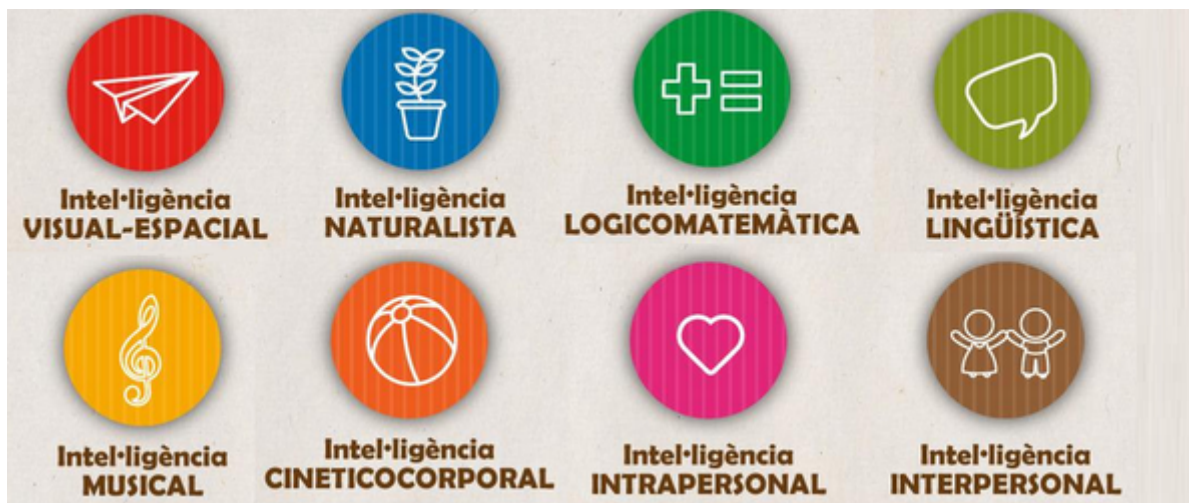 Intel·ligència
VISUAL-ESPACIAL
Intel·ligència
NATURALISTA
Intel·ligència
LOGICOMATEMÀTICA
Intel·ligència
LINGÜÍSTICA
Intel·ligència
MUSICAL
Intel·ligència
CINETICOCORPORAL
Intel·ligència
INTRAPERSONAL
Intel·ligència
INTERPERSONAL